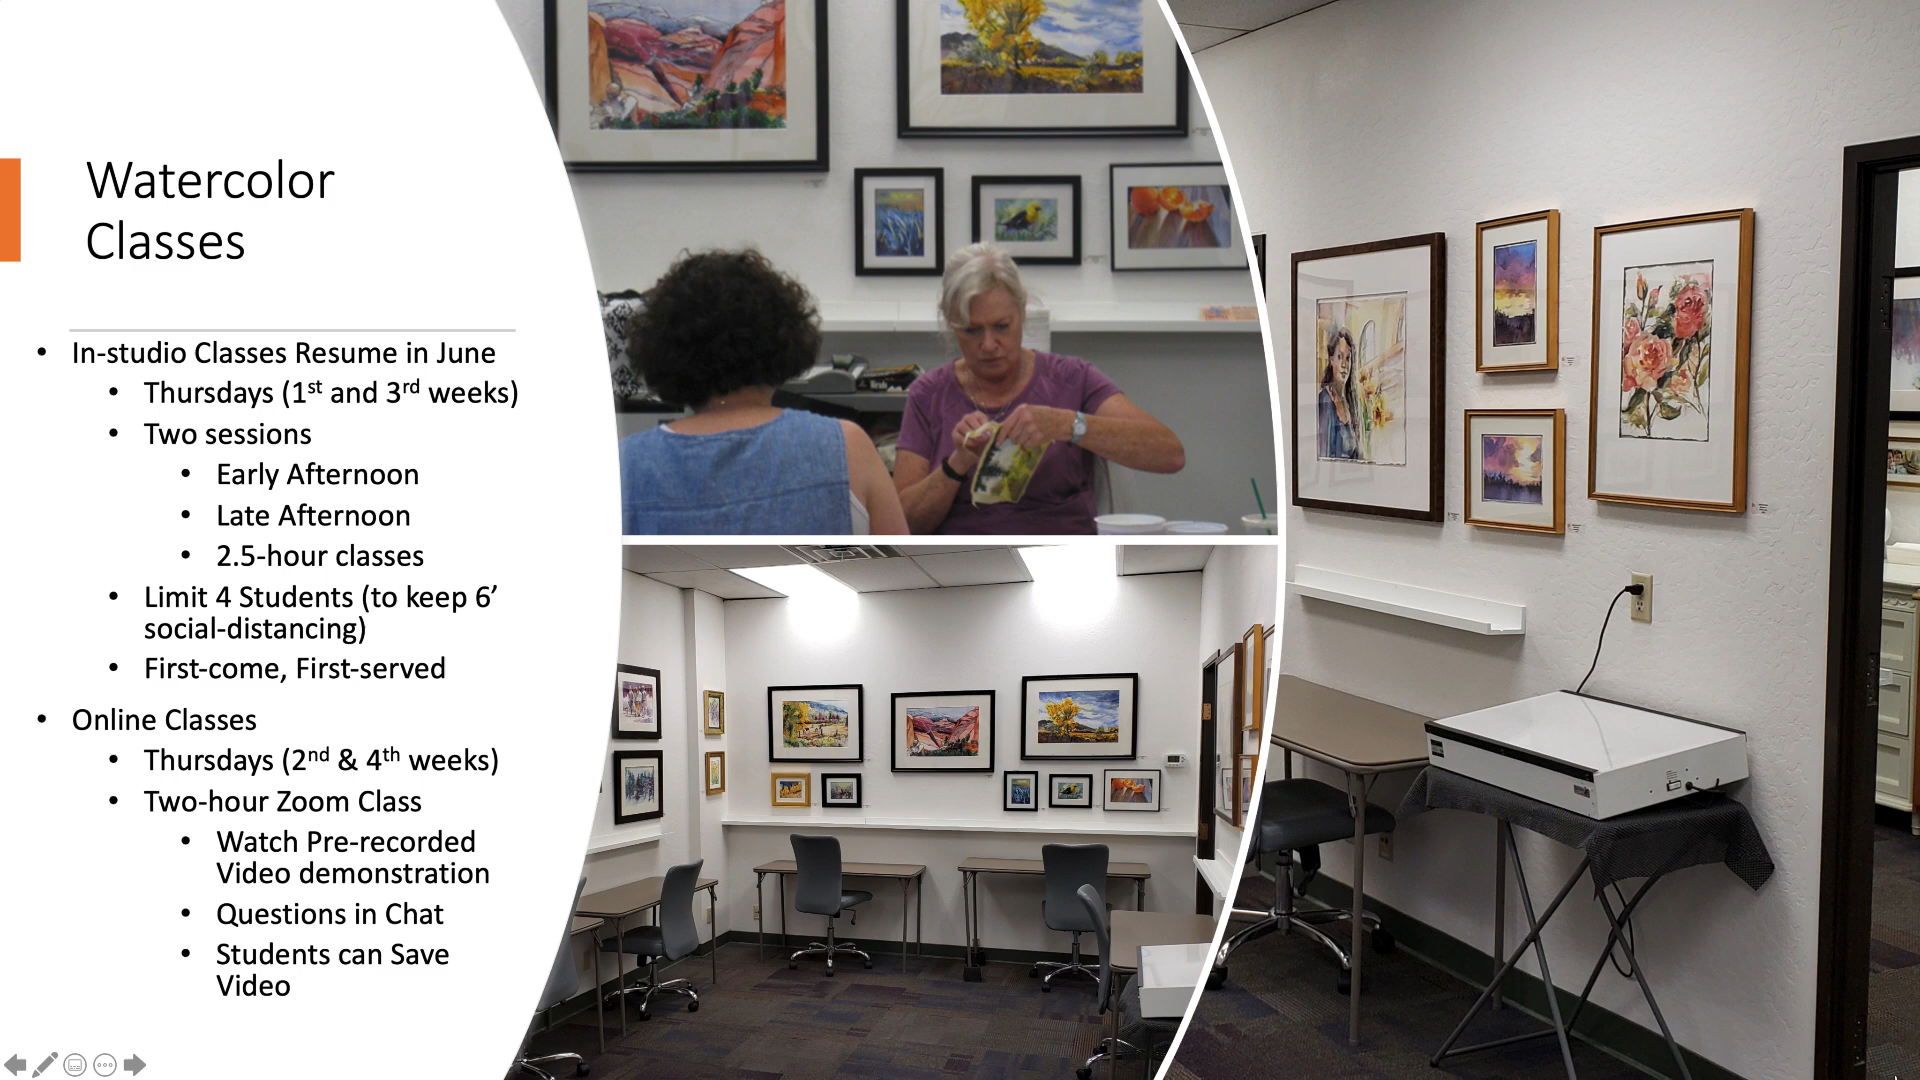 Watercolor
Classes
• In-studio Classes Resume in June
• Thursdays (1st and 3rd weeks)
• Two sessions
• Early Afternoon
• Late Afternoon
• 2.5-hour classes
• Limit 4 Students (to keep 6’
social-distancing)
• First-come, First-served
• Online Classes
• Thursdays (2nd & 4th weeks)
• Two-hour Zoom Class
• Watch Pre-recorded
Video demonstration
• Questions in Chat
• Students can Save
Video